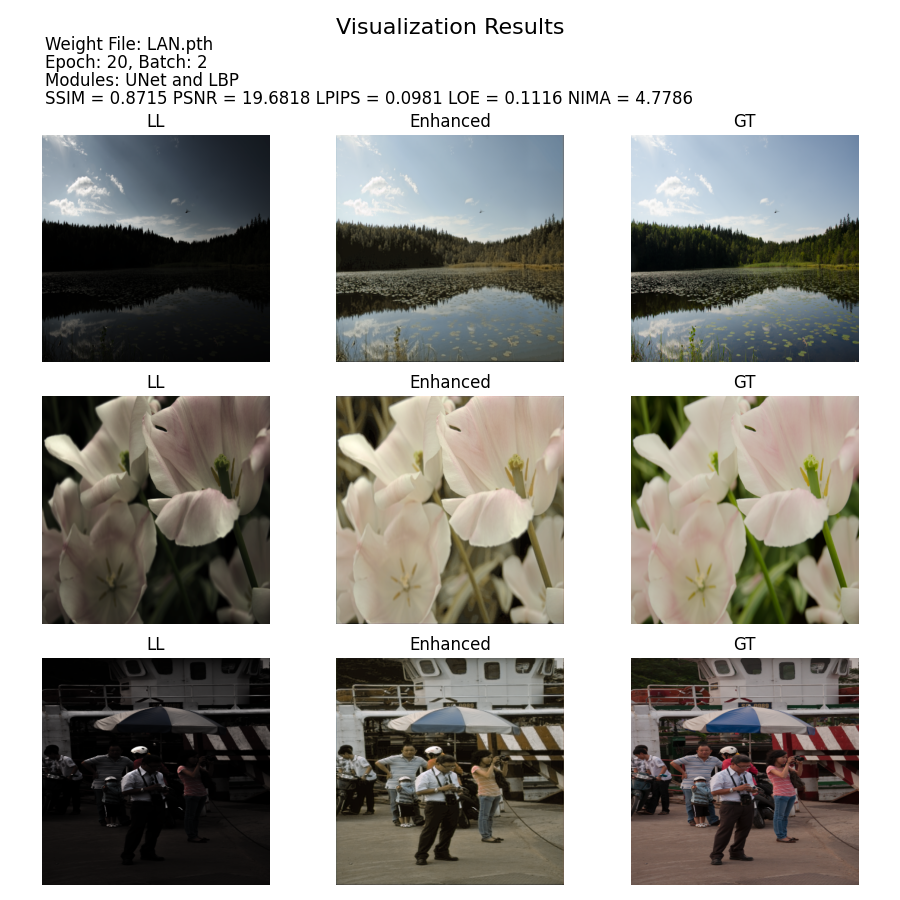 Visualization Results
Weight File: LAN.pth
Epoch: 20, Batch: 2
Modules: UNet and LBP
SSIM = 0.8715 PSNR = 19.6818 LPIPS = 0.0981 LOE = 0.1116 NIMA = 4.7786
LL Enhanced GT
LL Enhanced GT
LL Enhanced GT